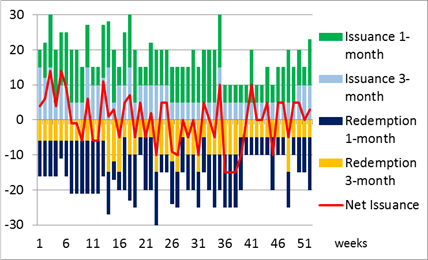 30
20
10
0
-10
-20
-30
1 6 11 16 21 26 31 36 41 46 51 weeks
Issuance 1-
month
Issuance 3-
month
Redemption
1-month
Redemption
3-month
Net Issuance